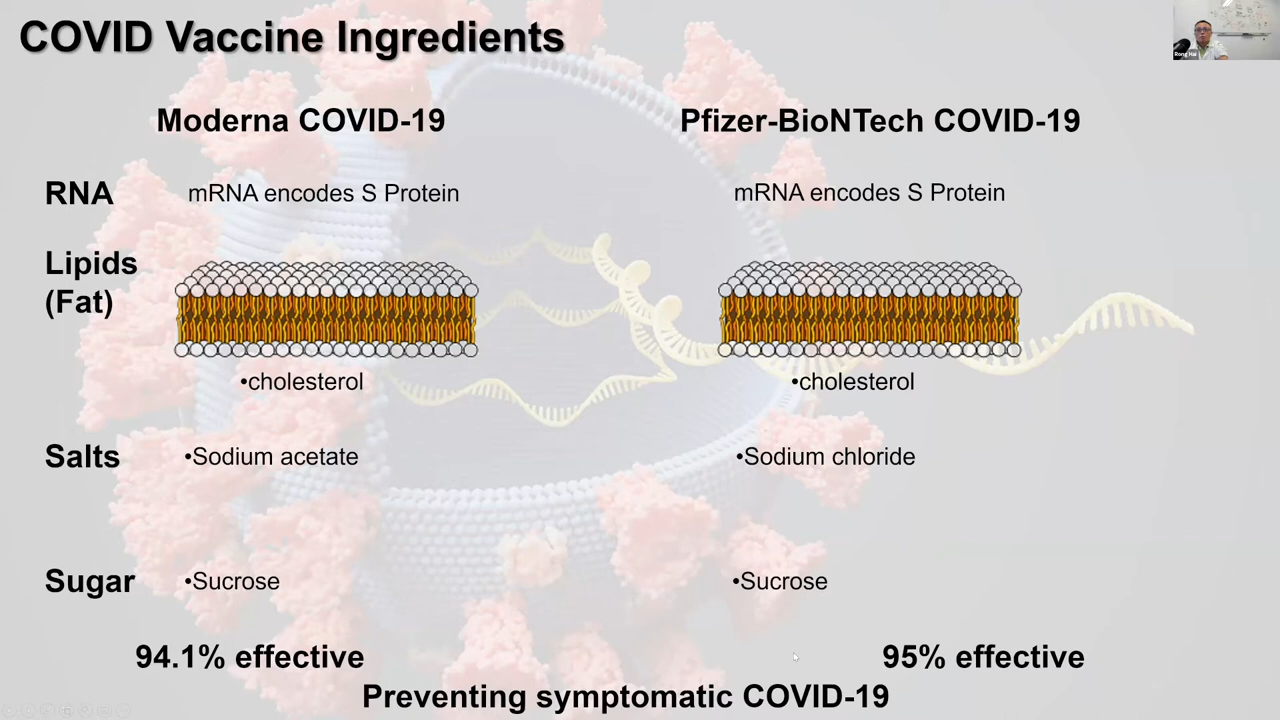 COVID Vaccine Ingredients
Rong Hai
Moderna COVID-19
Pfizer-BioNTech COVID-19
RNA
mRNA encodes S Protein
mRNA encodes S Protein
Lipids
(Fat)
•cholesterol
•cholesterol
Salts
•Sodium acetate
•Sodium chloride
Sugar
•Sucrose
•Sucrose
94.1% effective
95% effective
Preventing symptomatic COVID-19